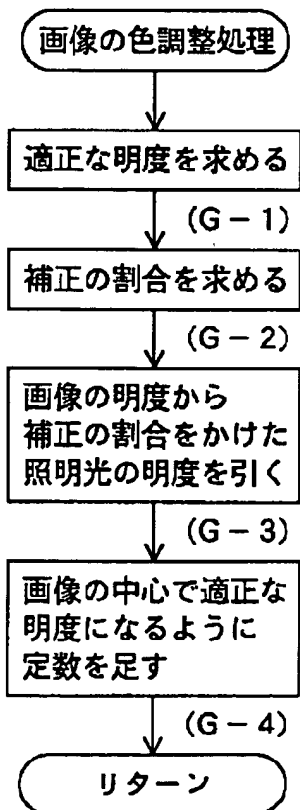 画像の色調整処理
適正な明度を求める
(G－1)
補正の割合を求める
(G－2)
画像の明度から
補正の割合をかけた
照明光の明度を引く
(G－3)
画像の中心で適正な
明度になるように
定数を足す
(G－4)
リターン